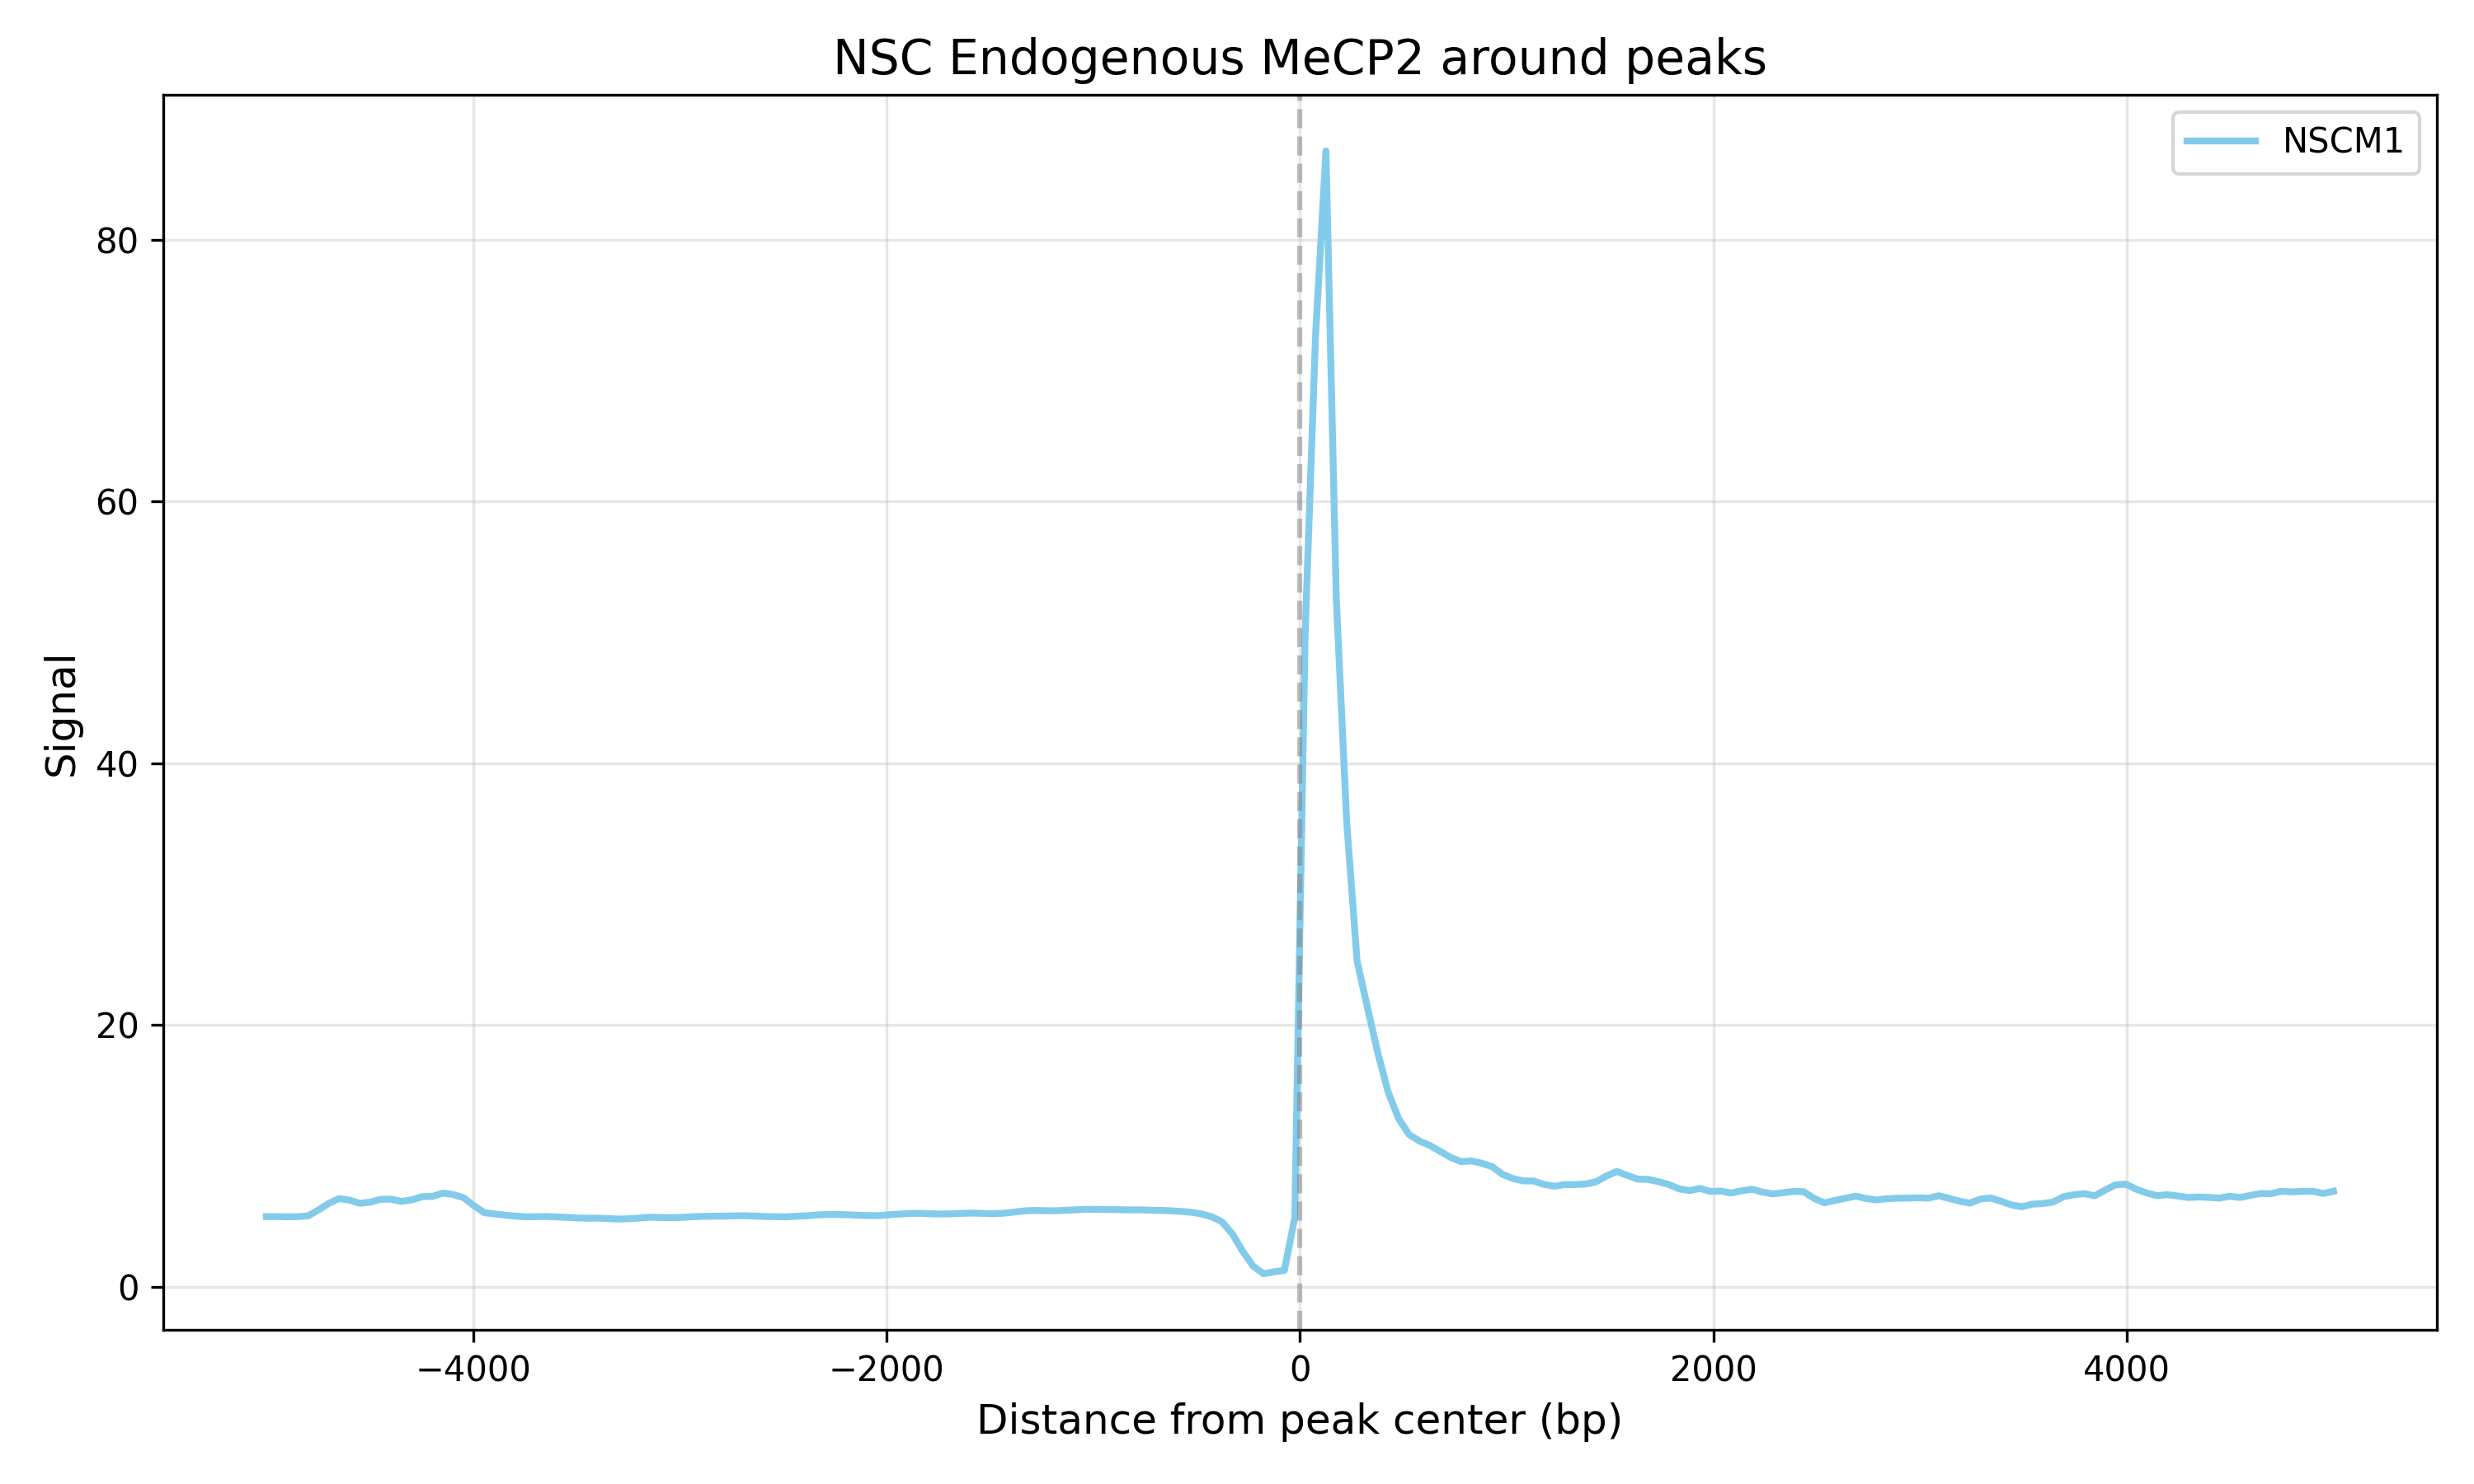 NSC Endogenous MeCP2 around peaks
NSCM1
80
60
40
20
0
Signal
−4000
−2000
0
2000
4000
Distance from peak center (bp)